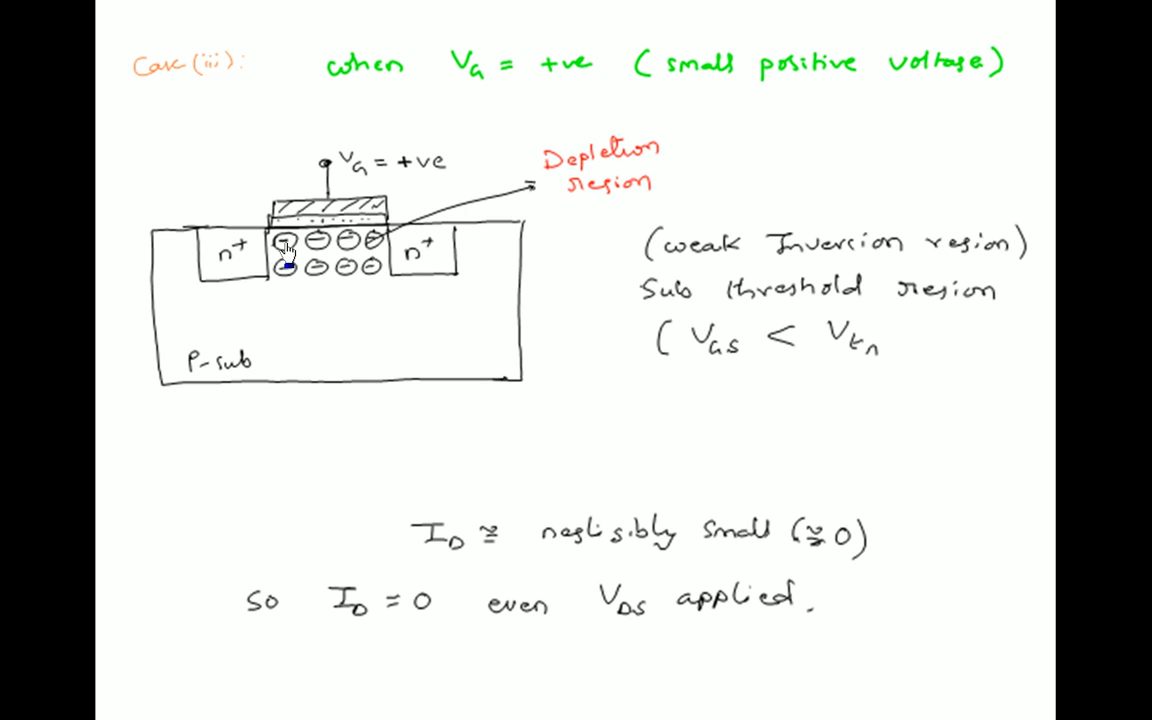 Case (iii): when VG = +ve (small positive voltage)
VG = +ve
Depletion
region
n+ n+
(weak Inversion region)
Sub threshold region
(VGS < Vtn
P-sub
ID ≅ negligibly small (≅ 0)
So ID = 0 even VDS applied.